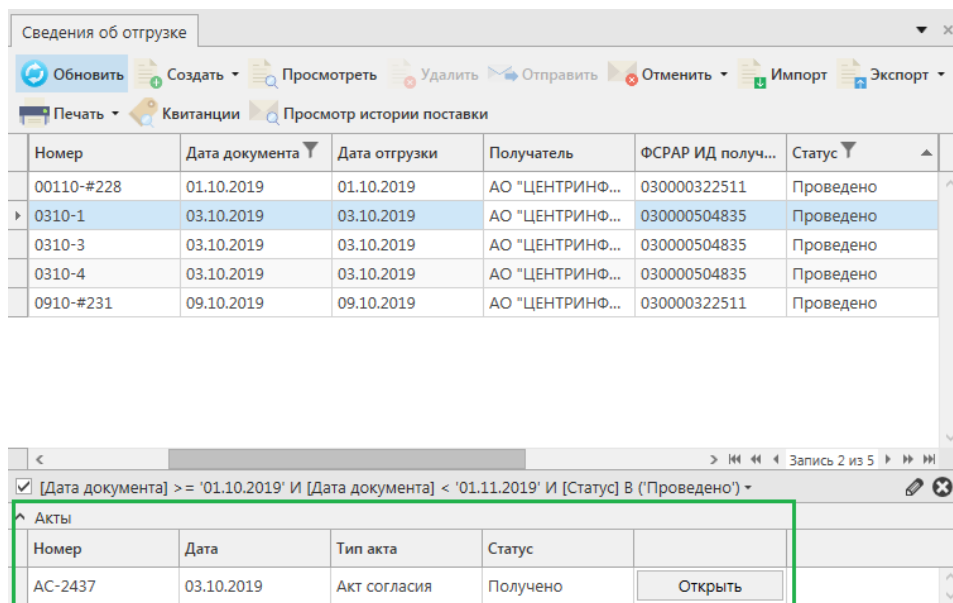 Сведения об отгрузке
Обновить Создать Просмотреть Удалить Отправить Отменить Импорт Экспорт
Печать Квитанции Просмотр истории поставки
Номер Дата документа Дата отгрузки Получатель ФСРАР ИД получ... Статус
00110-#228 01.10.2019 01.10.2019 АО "ЦЕНТРИНФ... 030000322511 Проведено
0310-1 03.10.2019 03.10.2019 АО "ЦЕНТРИНФ... 030000504835 Проведено
0310-3 03.10.2019 03.10.2019 АО "ЦЕНТРИНФ... 030000504835 Проведено
0310-4 03.10.2019 03.10.2019 АО "ЦЕНТРИНФ... 030000504835 Проведено
0910-#231 09.10.2019 09.10.2019 АО "ЦЕНТРИНФ... 030000322511 Проведено
Запись 2 из 5
[Дата документа] >= '01.10.2019' И [Дата документа] < '01.11.2019' И [Статус] В ('Проведено')
Акты
Номер Дата Тип акта Статус
АС-2437 03.10.2019 Акт согласия Получено Открыть